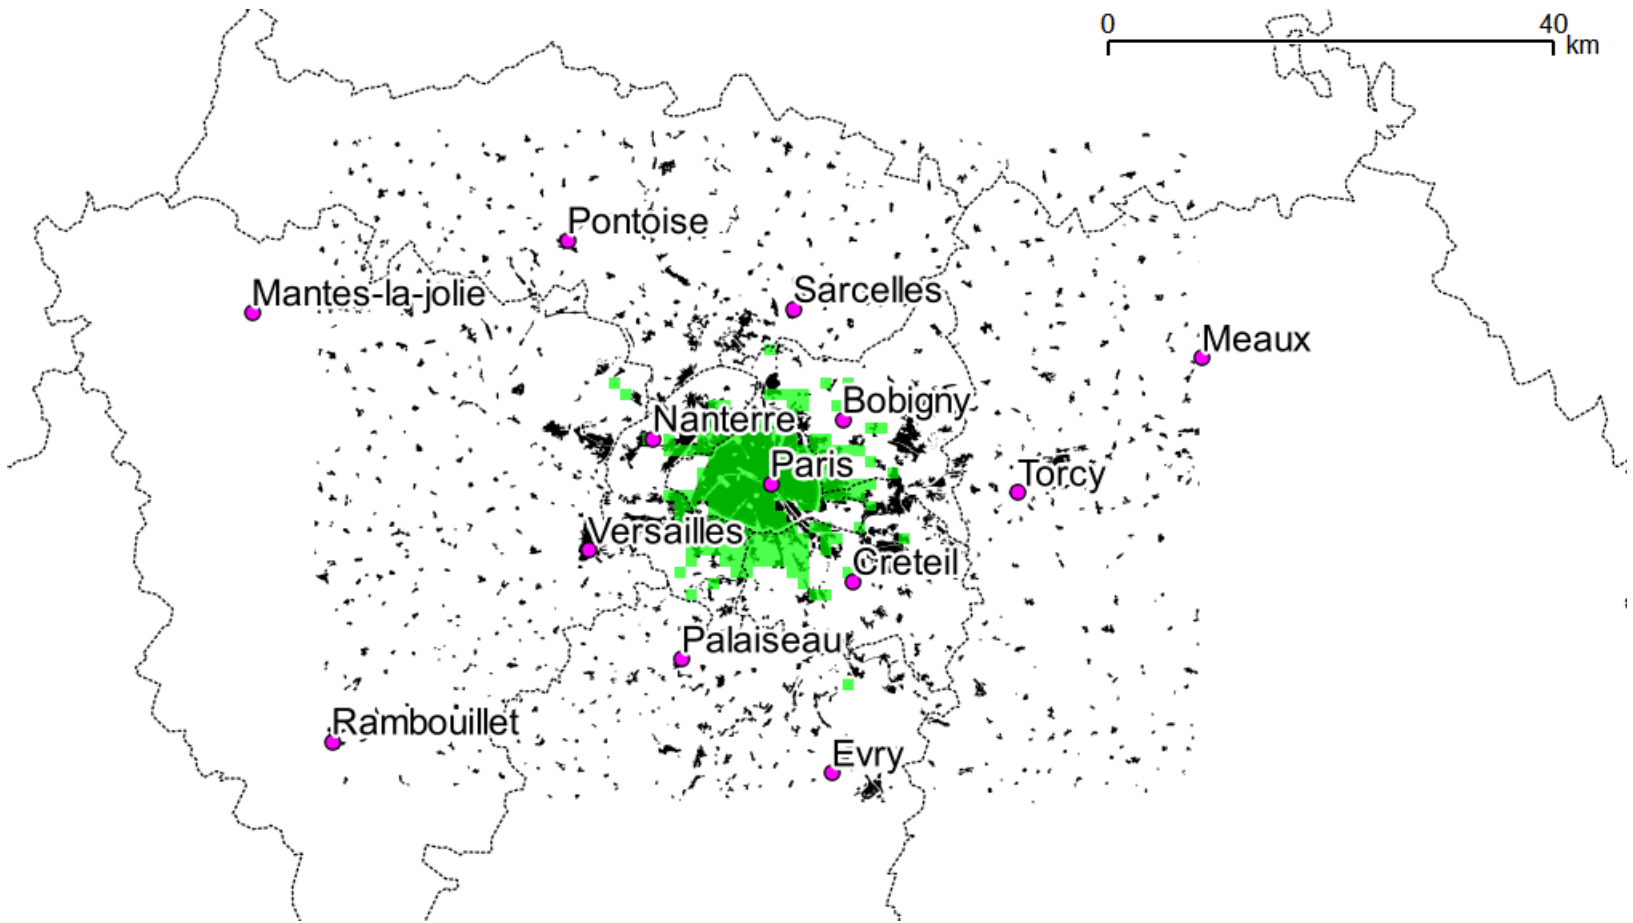 0 40
km
Pontoise
Mantes-la-jolie
Sarcelles
Meaux
Bobigny
Nanterre
Paris
Torcy
Versailles
Creteil
Palaiseau
Rambouillet
Evry